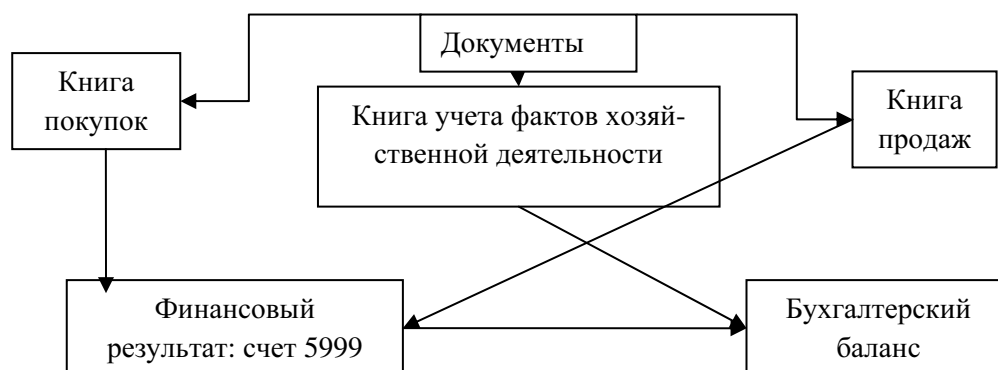 Документы
Книга
покупок
Книга учета фактов хозяй-
ственной деятельности
Книга
продаж
Финансовый
результат: счет 5999
Бухгалтерский
баланс